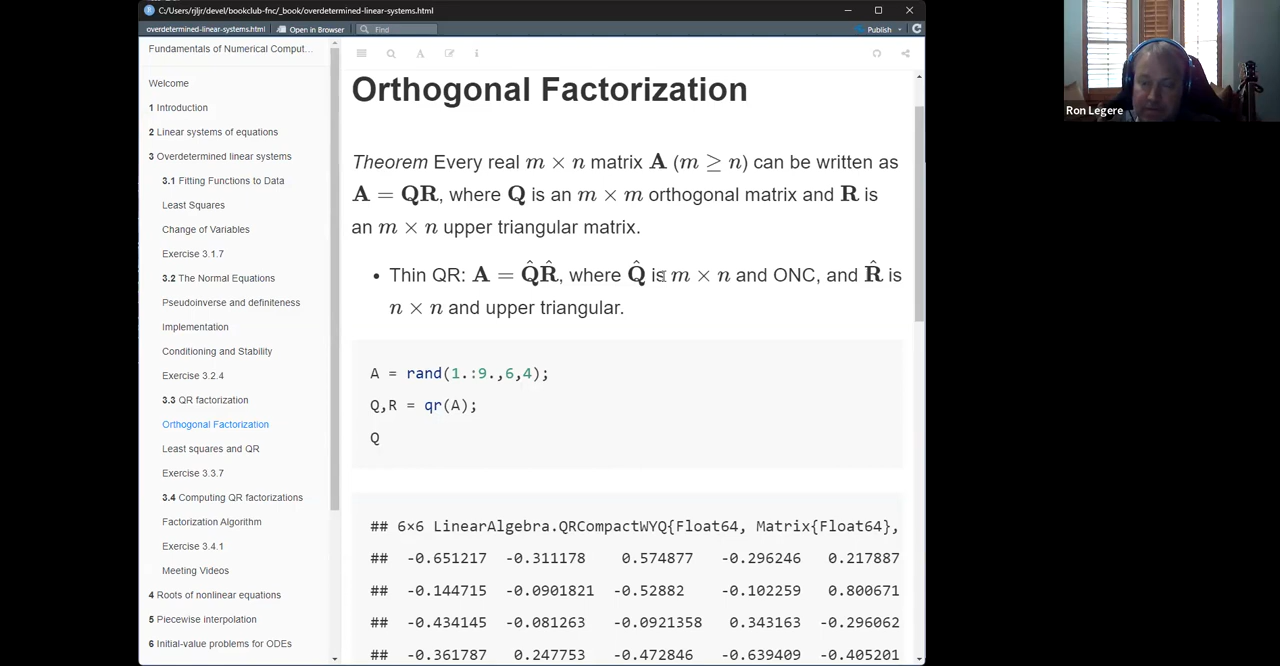 C:/Users/rjljr/devel/bookclub-fnc/_book/overdetermined-linear-systems.html
overdetermined-linear-systems.html Open in Browser Find Publish
Fundamentals of Numerical Comput...
Welcome
1 Introduction
2 Linear systems of equations
3 Overdetermined linear systems
3.1 Fitting Functions to Data
Least Squares
Change of Variables
Exercise 3.1.7
3.2 The Normal Equations
Pseudoinverse and definiteness
Implementation
Conditioning and Stability
Exercise 3.2.4
3.3 QR factorization
Orthogonal Factorization
Least squares and QR
Exercise 3.3.7
3.4 Computing QR factorizations
Factorization Algorithm
Exercise 3.4.1
Meeting Videos
4 Roots of nonlinear equations
5 Piecewise interpolation
6 Initial-value problems for ODEs
Orthogonal Factorization
Theorem Every real m × n matrix A (m ≥ n) can be written as
A = QR, where Q is an m × m orthogonal matrix and R is
an m × n upper triangular matrix.
• Thin QR: A = Q̂R̂, where Q̂ is m × n and ONC, and R̂ is
n × n and upper triangular.
A = rand(1.:9.,6,4);
Q,R = qr(A);
Q
## 6×6 LinearAlgebra.QRCompactWYQ{Float64, Matrix{Float64},
## -0.651217 -0.311178 0.574877 -0.296246 0.217887
## -0.144715 -0.0901821 -0.52882 -0.102259 0.800671
## -0.434145 -0.081263 -0.0921358 0.343163 -0.296062
## -0.361787 0.247753 -0.472846 -0.639409 -0.405201
Ron Legere